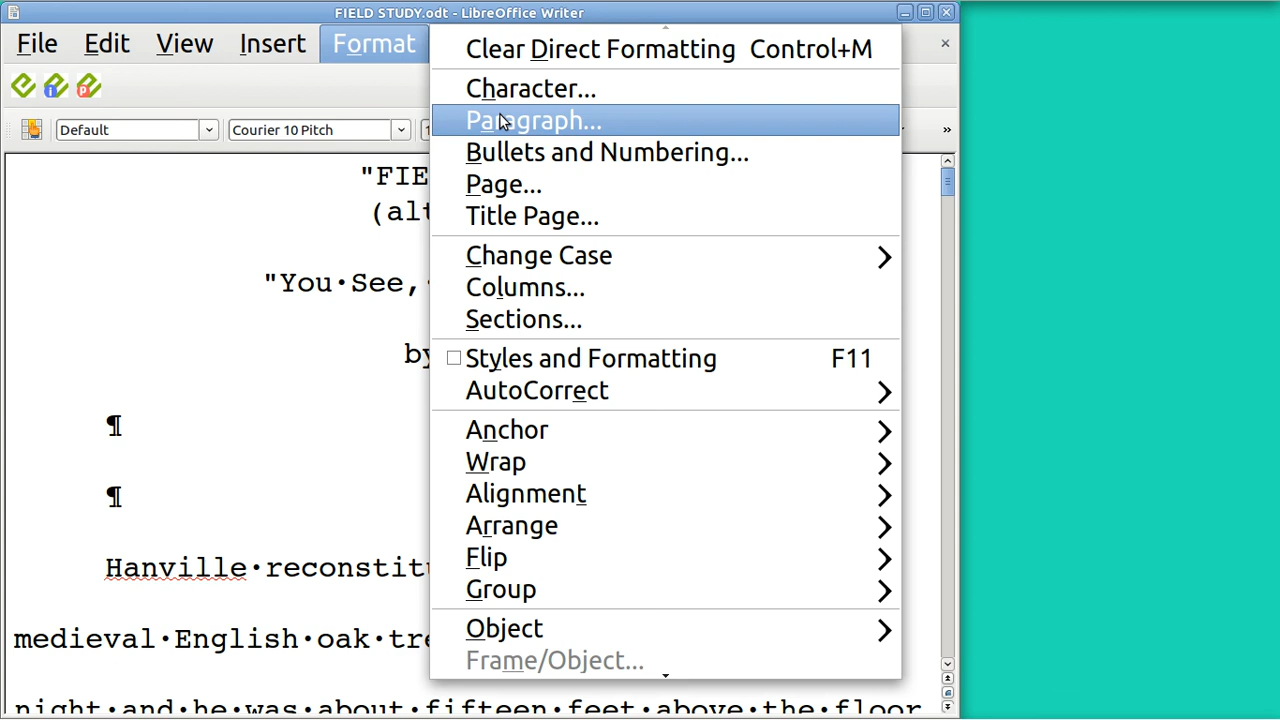 FIELD STUDY.odt - LibreOffice Writer
File Edit View Insert Format
Clear Direct Formatting Control+M
Character...
Paragraph...
Bullets and Numbering...
Page...
Title Page...
Change Case
Columns...
Sections...
Styles and Formatting F11
AutoCorrect
Anchor
Wrap
Alignment
Arrange
Flip
Group
Object
Frame/Object...
Default Courier 10 Pitch
"FIE
(alt
"You·See,
by
¶
¶
Hanville·reconstitu
medieval·English·oak·tre
night·and·he·was·about·fifteen·feet·above·the·floor